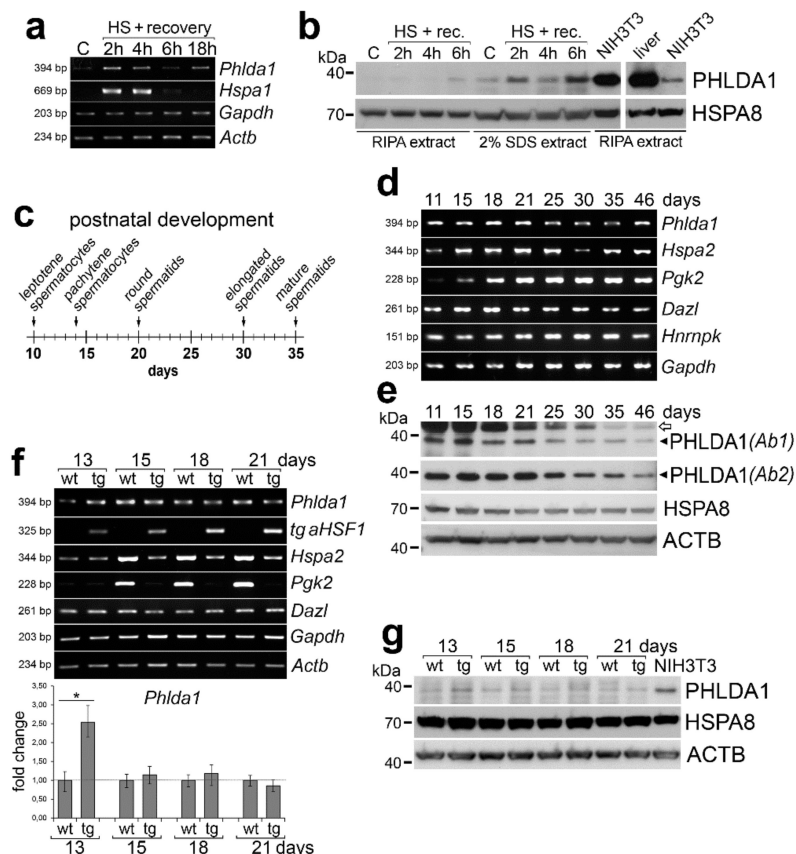 a
HS + recovery
C 2h 4h 6h 18h
394 bp Phlda1
669 bp Hspa1
203 bp Gapdh
234 bp Actb
b
HS + rec. HS + rec. NIH3T3 liver NIH3T3
kDa C 2h 4h 6h C 2h 4h 6h
40 PHLDA1
70 HSPA8
RIPA extract 2% SDS extract RIPA extract
c
postnatal development
leptotene spermatocytes
pachytene spermatocytes
round spermatids
elongated spermatids
mature spermatids
10 15 20 25 30 35
days
d
11 15 18 21 25 30 35 46 days
394 bp Phlda1
344 bp Hspa2
228 bp Pgk2
261 bp Dazl
151 bp Hnrnpk
203 bp Gapdh
e
kDa 11 15 18 21 25 30 35 46 days
40 PHLDA1(Ab1)
40 PHLDA1(Ab2)
70 HSPA8
40 ACTB
f
13 15 18 21 days
wt tg wt tg wt tg wt tg
394 bp Phlda1
325 bp tg aHSF1
344 bp Hspa2
228 bp Pgk2
261 bp Dazl
203 bp Gapdh
234 bp Actb
Phlda1
fold change
3,50
3,00
2,50
2,00
1,50
1,00
0,50
0,00
*
wt tg wt tg wt tg wt tg
13 15 18 21 days
g
13 15 18 21 days
kDa wt tg wt tg wt tg wt tg NIH3T3
40 PHLDA1
70 HSPA8
40 ACTB